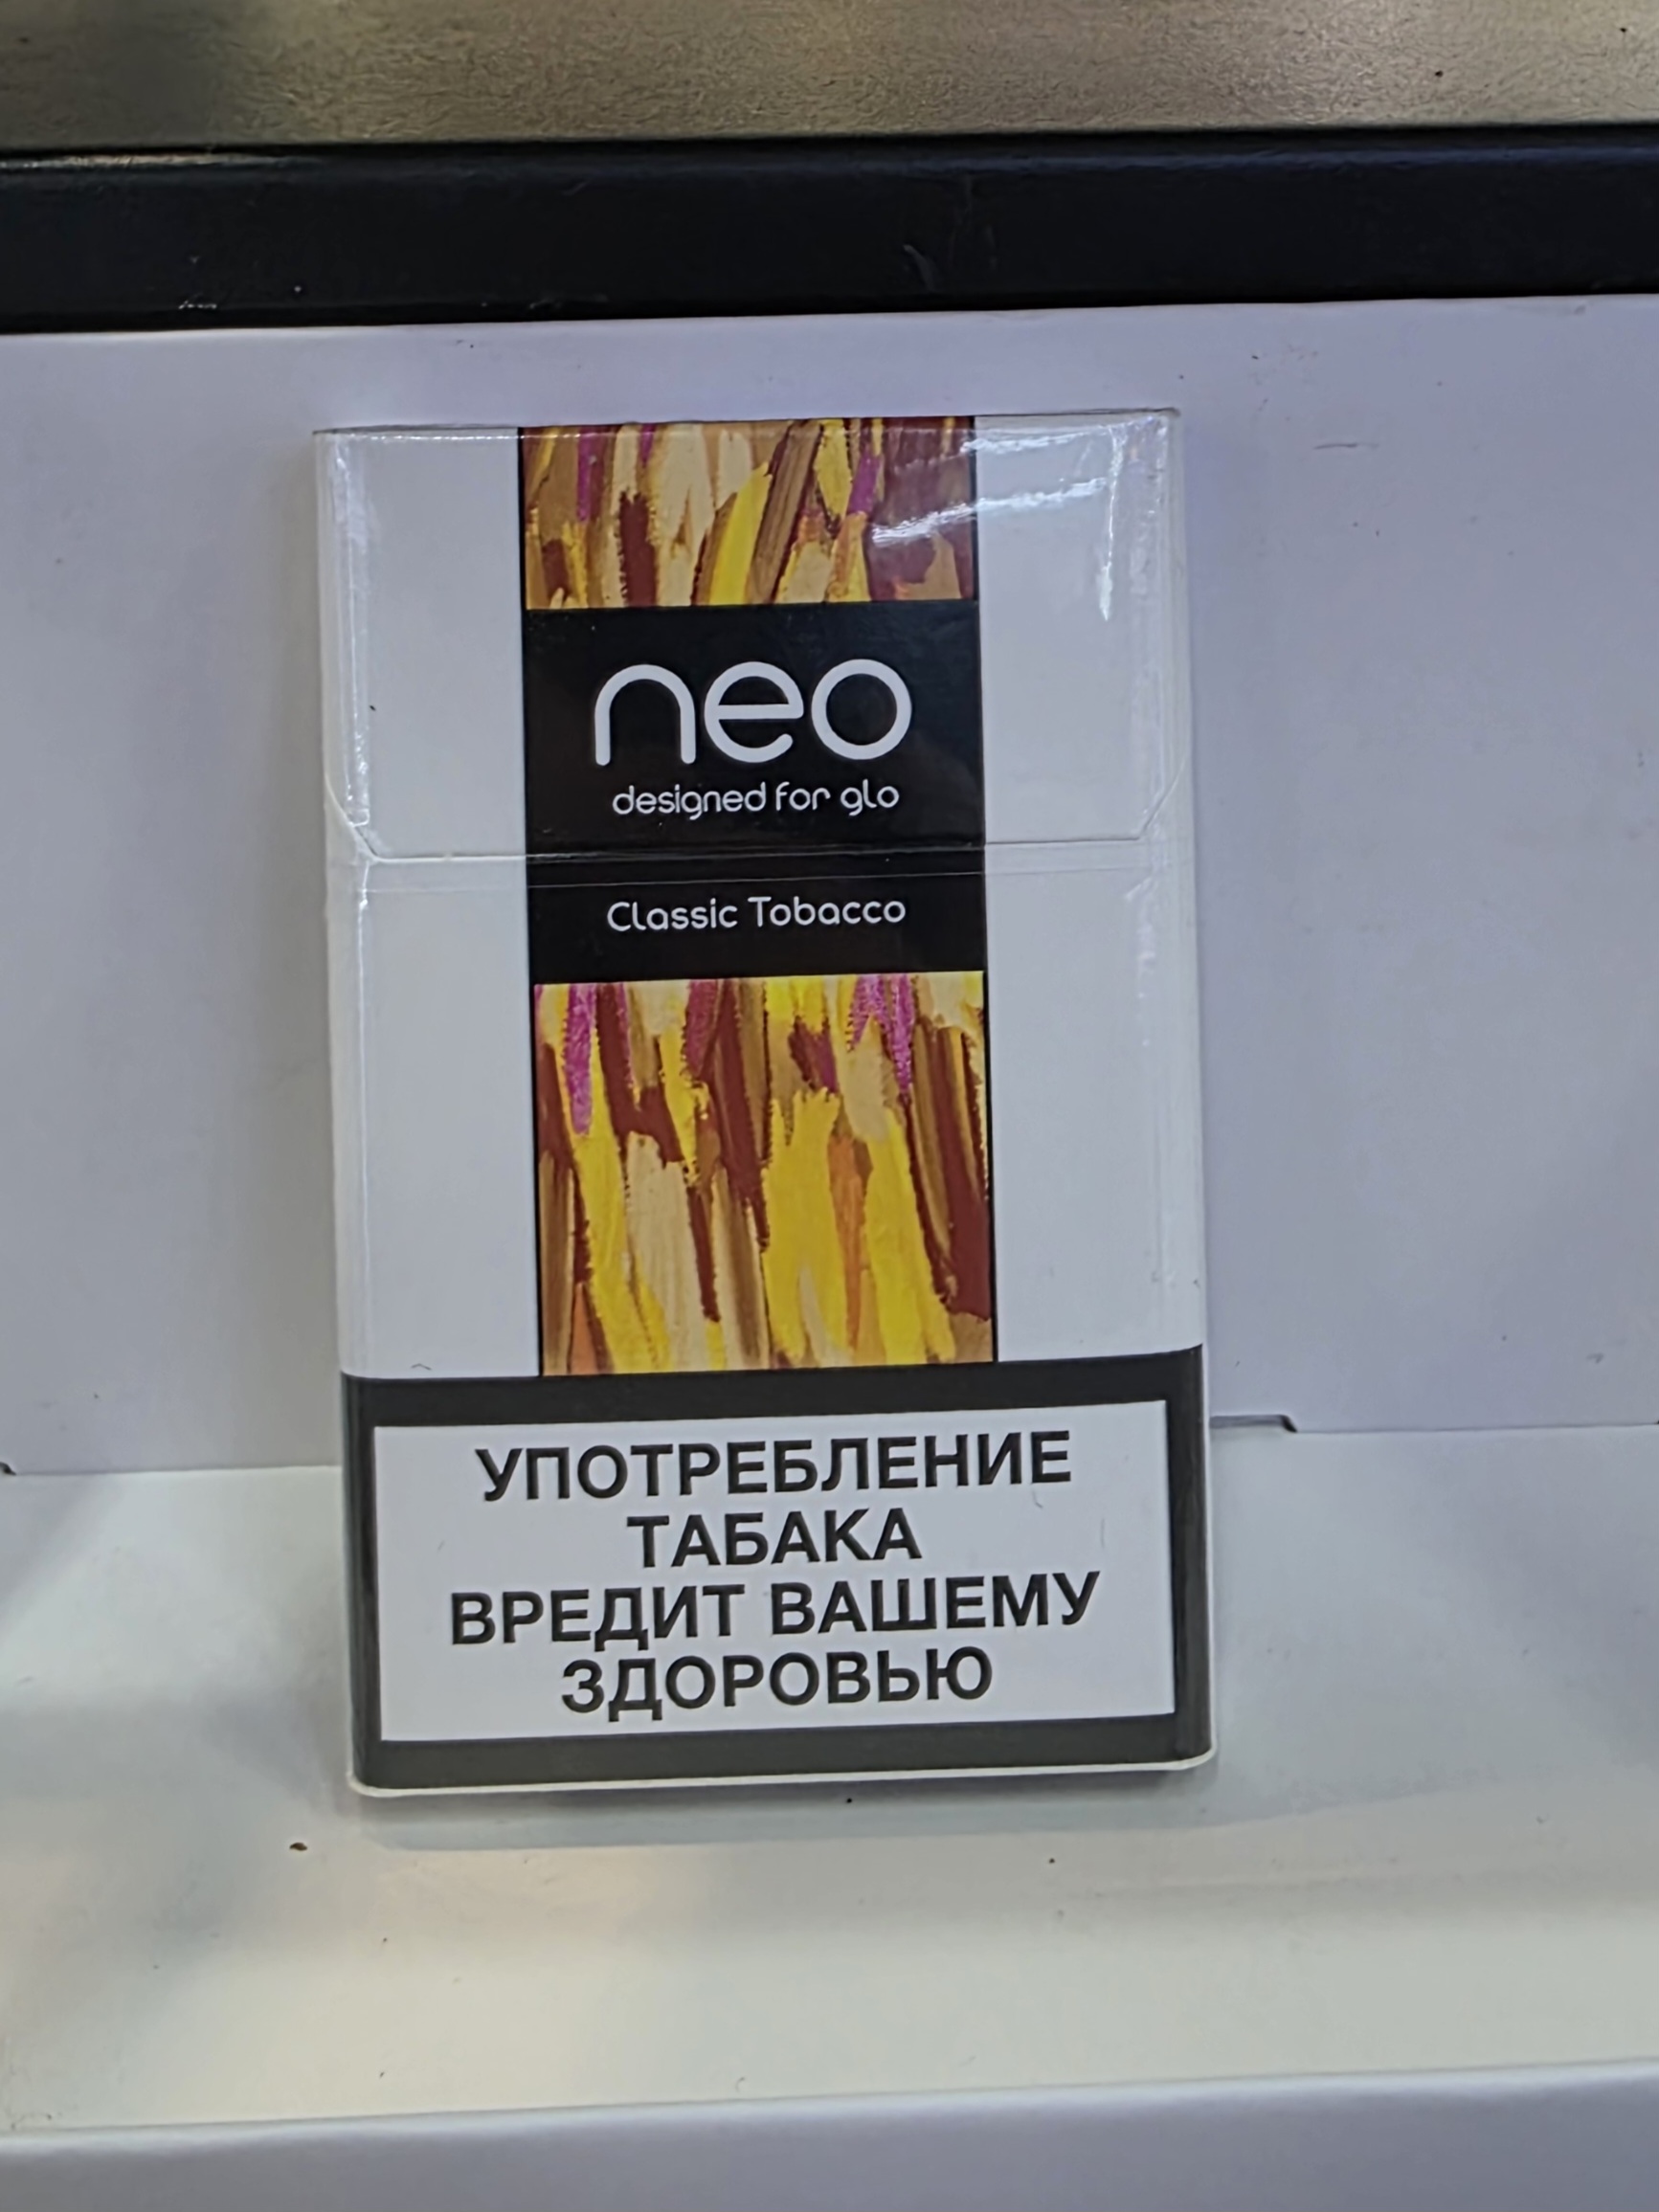 neo
designed for glo
Classic Tobacco
УПОТРЕБЛЕНИЕ
ТАБАКА
ВРЕДИТ ВАШЕМУ
ЗДОРОВЬЮ